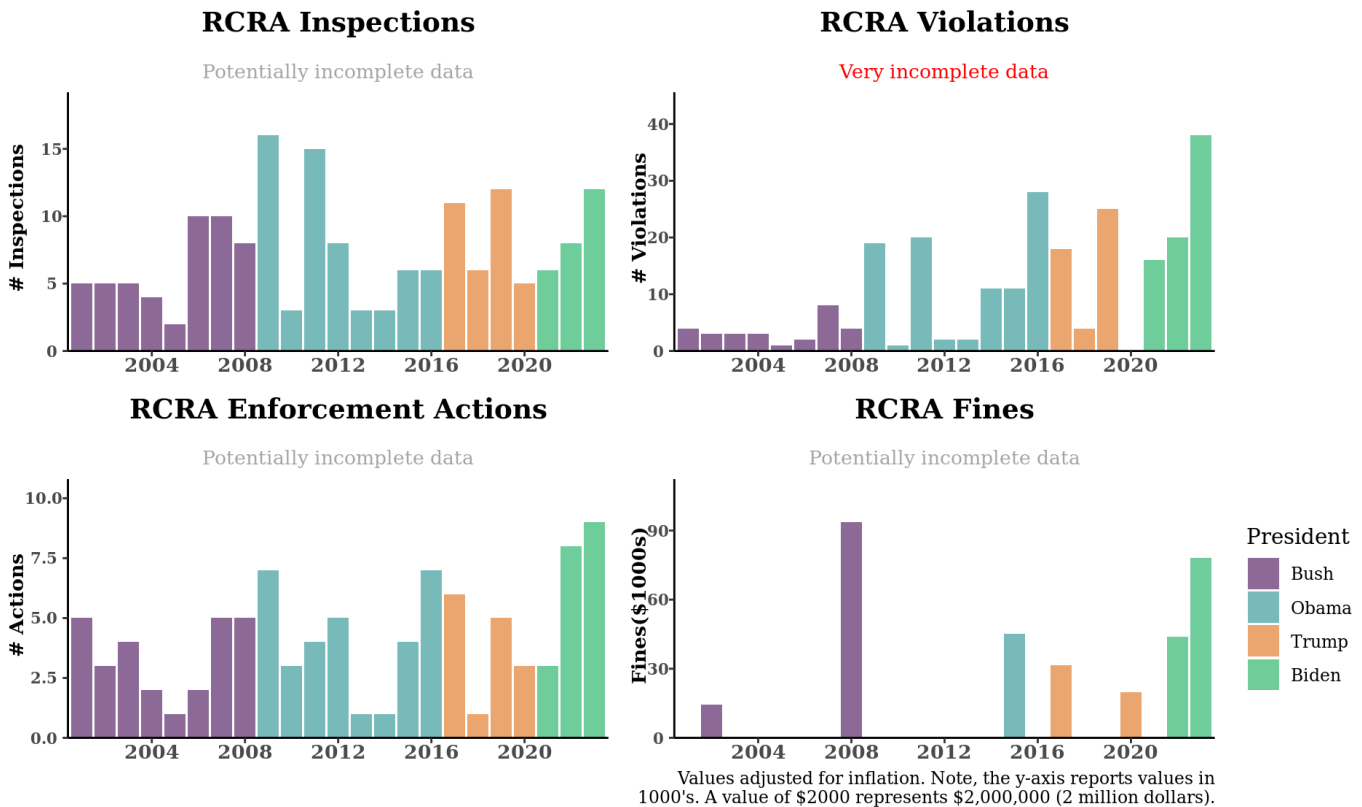 RCRA Inspections
Potentially incomplete data
# Inspections
15
10
5
0
2004 2008 2012 2016 2020
RCRA Violations
Very incomplete data
# Violations
40
30
20
10
0
2004 2008 2012 2016 2020
RCRA Enforcement Actions
Potentially incomplete data
# Actions
10.0
7.5
5.0
2.5
0.0
2004 2008 2012 2016 2020
RCRA Fines
Potentially incomplete data
Fines($1000s)
90
60
30
0
2004 2008 2012 2016 2020
President
Bush
Obama
Trump
Biden
Values adjusted for inflation. Note, the y-axis reports values in
1000's. A value of $2000 represents $2,000,000 (2 million dollars).